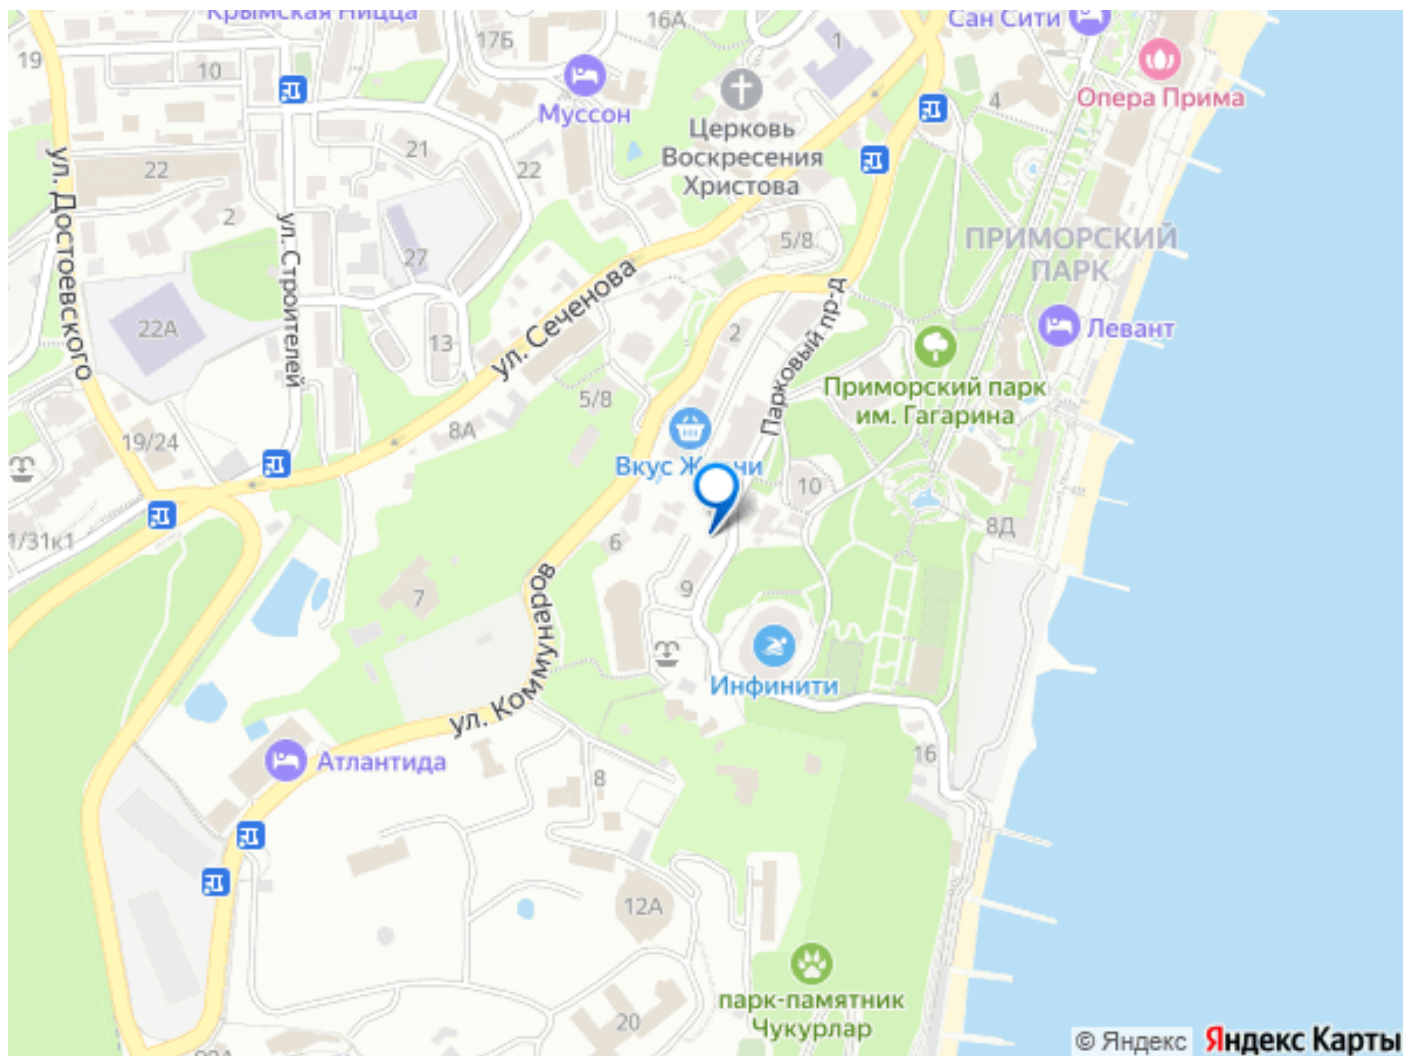 Крымская Ницца
16А
Сан Сити
19
17Б
1
10
Муссон
Опера Прима
4
Церковь
Воскресения
Христова
21
22
22
ул. Достоевского
2
ул. Строителей
27
5/8
ПРИМОРСКИЙ
ПАРК
ул. Сеченова
Парковый пр-д
22А
13
2
Левант
Приморский парк
им. Гагарина
5/8
8А
19/24
10
8Д
1/31к1
6
9
7
ул. Коммунаров
Инфинити
16
Атлантида
8
12А
парк-памятник
Чукурлар
20
© Яндекс Яндекс Карты